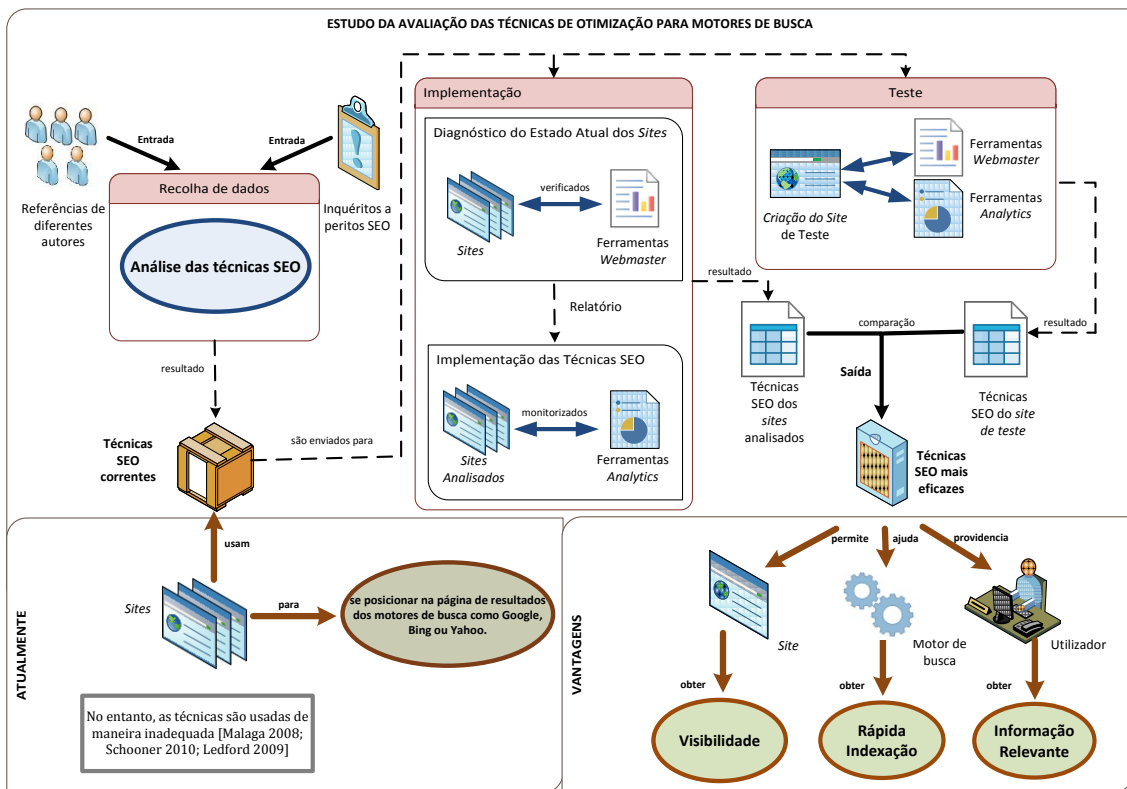 ESTUDO DA AVALIAÇÃO DAS TÉCNICAS DE OTIMIZAÇÃO PARA MOTORES DE BUSCA
Entrada
Entrada
Referências de
diferentes
autores
Recolha de dados
Análise das técnicas SEO
Inquéritos a
peritos SEO
resultado
Técnicas
SEO
correntes
são enviados para
Implementação
Diagnóstico do Estado Atual dos Sites
verificados
Sites
Ferramentas
Webmaster
Relatório
Implementação das Técnicas SEO
monitorizados
Sites
Analisados
Ferramentas
Analytics
Teste
Criação do Site
de Teste
Ferramentas
Webmaster
Ferramentas
Analytics
resultado
comparação
resultado
Técnicas
SEO dos
sites
analisados
Saída
Técnicas
SEO do site
de teste
Técnicas
SEO mais
eficazes
ATUALMENTE
usam
Sites
para
se posicionar na página de resultados
dos motores de busca como Google,
Bing ou Yahoo.
No entanto, as técnicas são usadas de
maneira inadequada [Malaga 2008;
Schooner 2010; Ledford 2009]
VANTAGENS
permite
ajuda
providencia
Site
Motor de
busca
Utilizador
obter
obter
obter
Visibilidade
Rápida
Indexação
Informação
Relevante